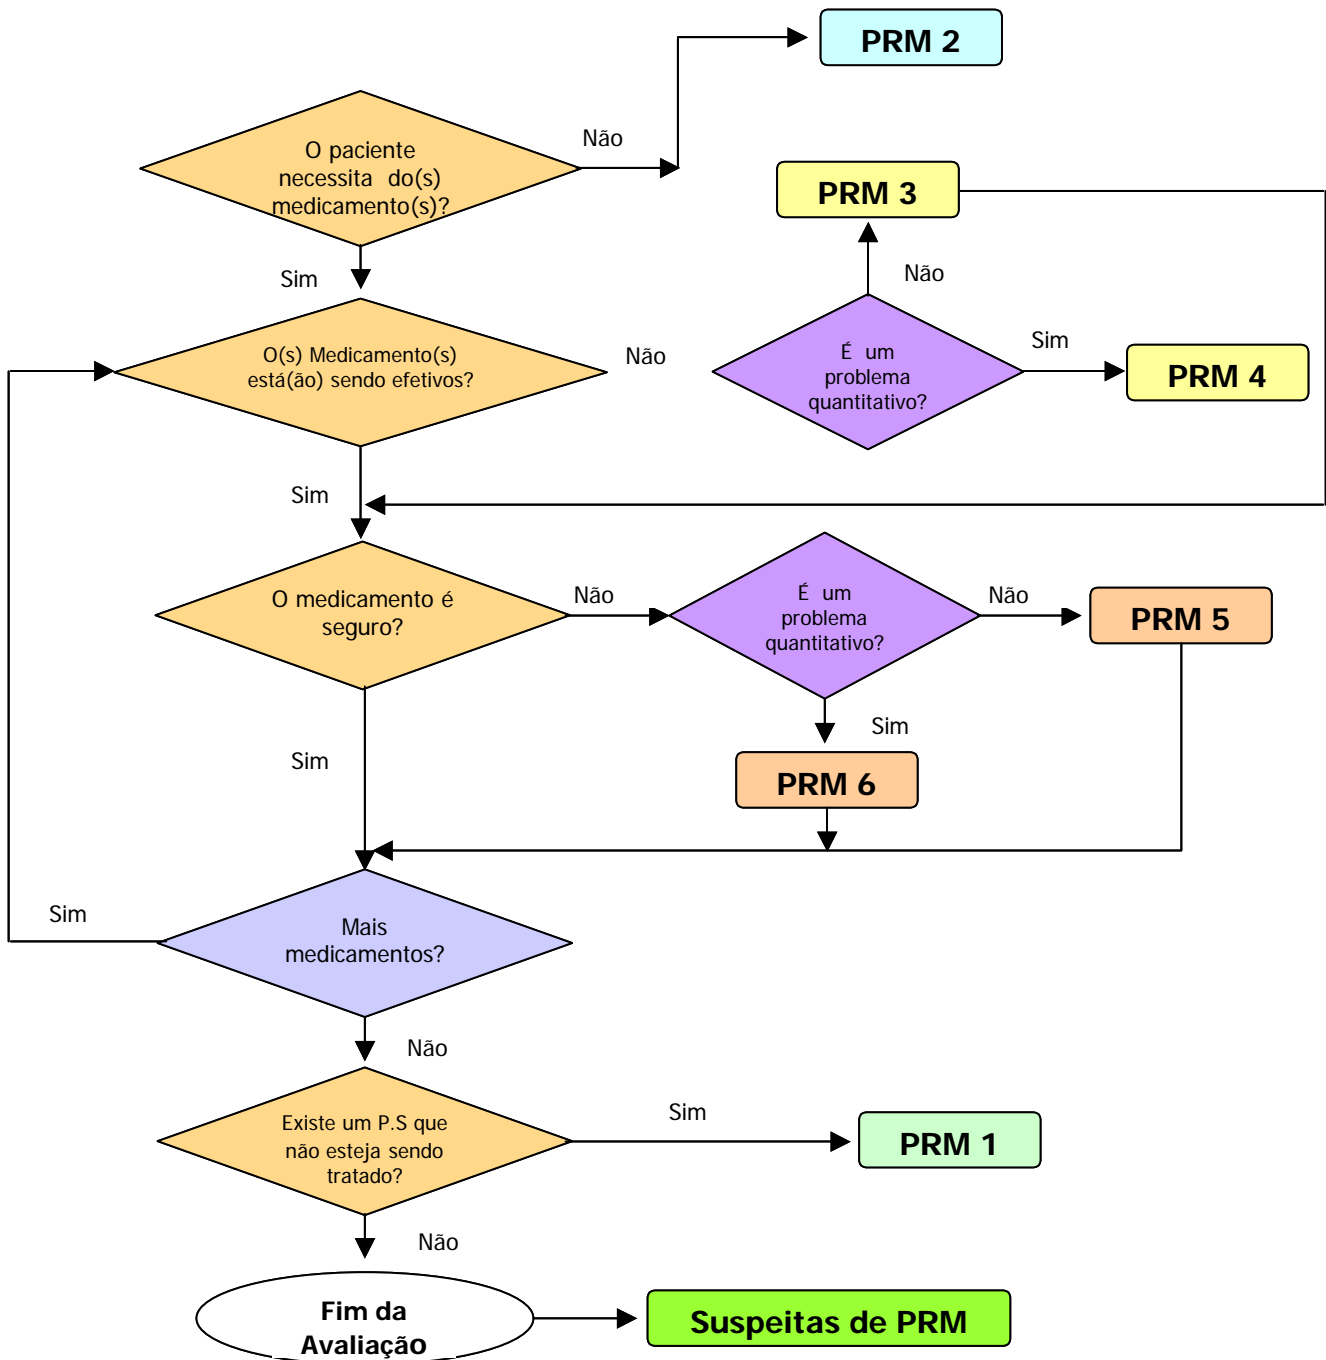 PRM 2
Não
O paciente
necessita do(s)
medicamento(s)?
PRM 3
Sim
Não
O(s) Medicamento(s)
está(ão) sendo efetivos?
Não
É um
problema
quantitativo?
Sim
PRM 4
Sim
O medicamento é
seguro?
Não
É um
problema
quantitativo?
Não
PRM 5
Sim
Sim
PRM 6
Sim
Mais
medicamentos?
Não
Existe um P.S que
não esteja sendo
tratado?
Sim
PRM 1
Não
Fim da
Avaliação
Suspeitas de PRM